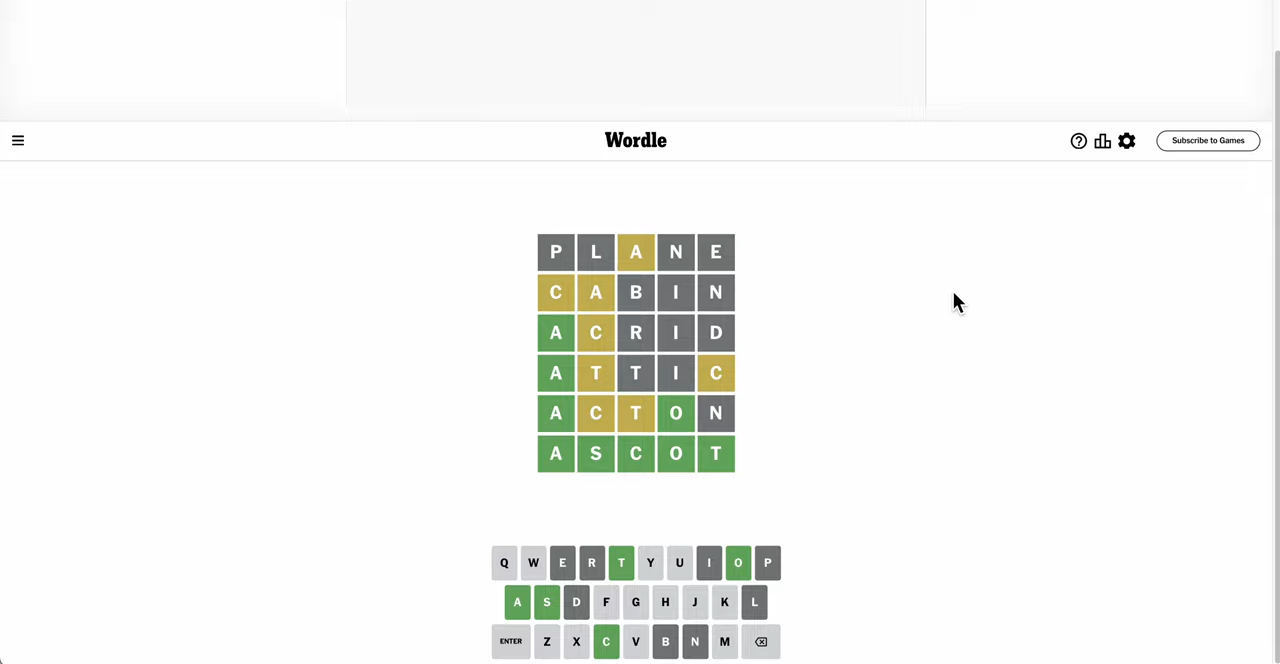 Wordle
Subscribe to Games
P L A N E
C A B I N
A C R I D
A T T I C
A C T O N
A S C O T
Q W E R T Y U I O P
A S D F G H J K L
ENTER Z X C V B N M